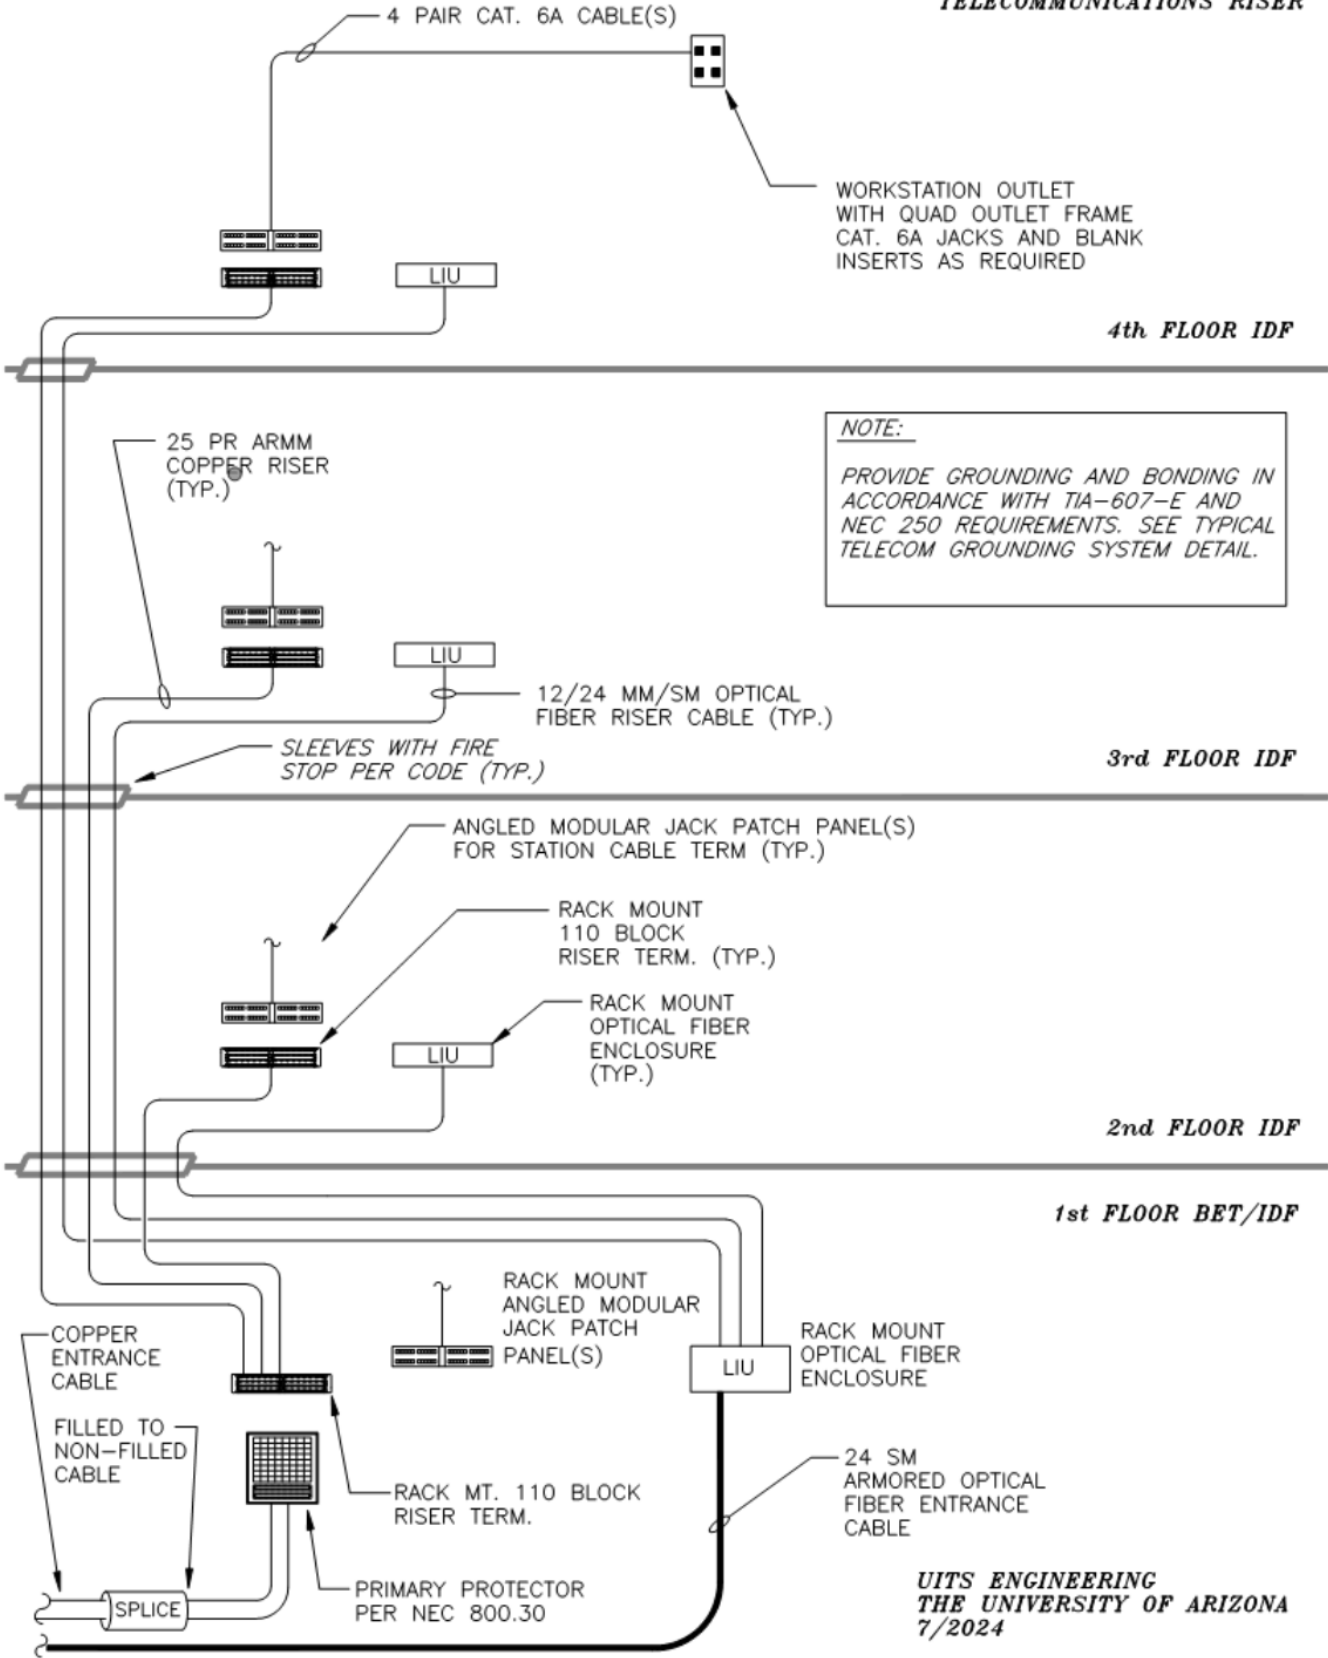 TELECOMMUNICATIONS RISER
4 PAIR CAT. 6A CABLE(S)
WORKSTATION OUTLET
WITH QUAD OUTLET FRAME
CAT. 6A JACKS AND BLANK
INSERTS AS REQUIRED
LIU
4th FLOOR IDF
25 PR ARMM
COPPER RISER
(TYP.)
NOTE:
PROVIDE GROUNDING AND BONDING IN
ACCORDANCE WITH TIA-607-E AND
NEC 250 REQUIREMENTS. SEE TYPICAL
TELECOM GROUNDING SYSTEM DETAIL.
LIU
12/24 MM/SM OPTICAL
FIBER RISER CABLE (TYP.)
SLEEVES WITH FIRE
STOP PER CODE (TYP.)
3rd FLOOR IDF
ANGLED MODULAR JACK PATCH PANEL(S)
FOR STATION CABLE TERM (TYP.)
RACK MOUNT
110 BLOCK
RISER TERM. (TYP.)
RACK MOUNT
OPTICAL FIBER
ENCLOSURE
(TYP.)
LIU
2nd FLOOR IDF
1st FLOOR BET/IDF
RACK MOUNT
ANGLED MODULAR
JACK PATCH
PANEL(S)
COPPER
ENTRANCE
CABLE
RACK MOUNT
OPTICAL FIBER
ENCLOSURE
LIU
FILLED TO
NON-FILLED
CABLE
RACK MT. 110 BLOCK
RISER TERM.
24 SM
ARMORED OPTICAL
FIBER ENTRANCE
CABLE
PRIMARY PROTECTOR
PER NEC 800.30
SPLICE
UITS ENGINEERING
THE UNIVERSITY OF ARIZONA
7/2024